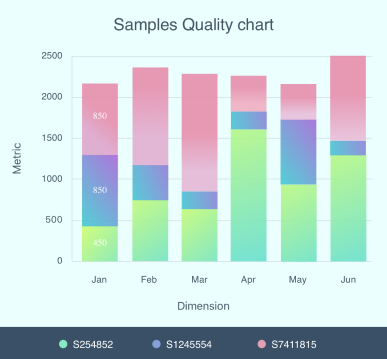 Samples Quality chart
2500
2000
1500
1000
500
0
Metric
850
850
450
Jan Feb Mar Apr May Jun
Dimension
S254852 S1245554 S7411815